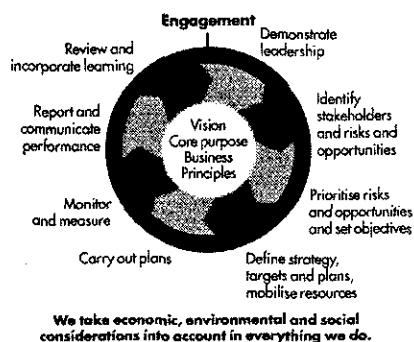 Engagement
Demonstrate
leadership
Identify
stakeholders
and risks and
opportunities
Prioritise risks
and opportunities
and set objectives
Define strategy,
targets and plans,
mobilise resources
Carry out plans
Monitor
and measure
Report and
communicate
performance
Review and
incorporate learning
Vision
Core purpose
Business
Principles
We take economic, environmental and social
considerations into account in everything we do.